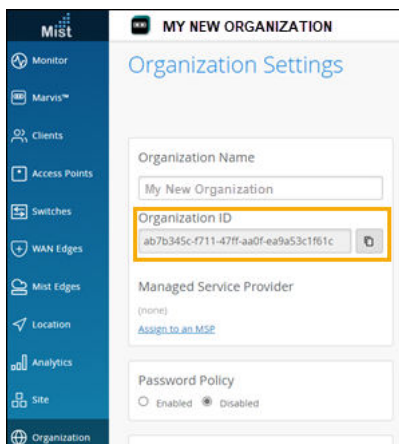 Mist
MY NEW ORGANIZATION
Monitor
Marvis™
Clients
Access Points
Switches
WAN Edges
Mist Edges
Location
Analytics
Site
Organization
Organization Settings
Organization Name
My New Organization
Organization ID
ab7b345c-f711-47ff-aa0f-ea9a53c1f61c
Managed Service Provider
(none)
Assign to an MSP
Password Policy
Enabled Disabled